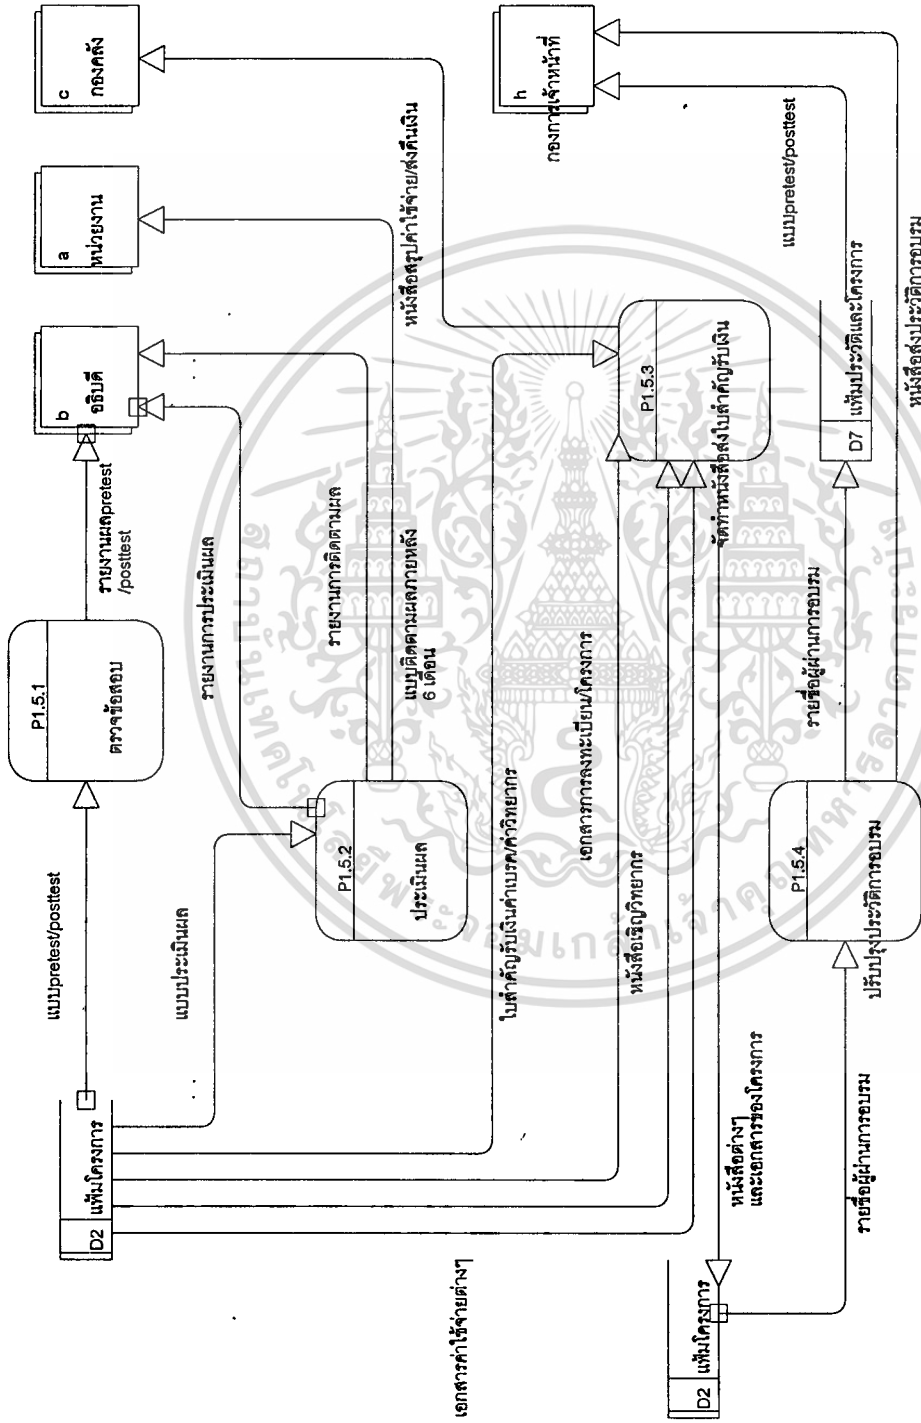 D2
แฟ้มโครงการ
แบบpretest/posttest
P1.5.1
ตรวจข้อสอบ
รายงานผลpretest
/posttest
b
อธิบดี
a
หน่วยงาน
c
กองคลัง
แบบประเมินผล
P1.5.2
ประเมินผล
รายงานการประเมินผล
รายงานการติดตามผล
แบบติดตามผลภายหลัง
6 เดือน
หนังสือสรุปค่าใช้จ่าย/ส่งคืนเงิน
ใบสำคัญรับเงินค่าเบรค/ค่าวิทยากร
เอกสารการลงทะเบียน/โครงการ
หนังสือเชิญวิทยากร
เอกสารค่าใช้จ่ายต่างๆ
P1.5.3
จัดทำหนังสือส่งใบสำคัญรับเงิน
h
กองการเจ้าหน้าที่
D2
แฟ้มโครงการ
หนังสือต่างๆ
และเอกสารของโครงการ
รายชื่อผู้ผ่านการอบรม
P1.5.4
ปรับปรุงประวัติการอบรม
รายชื่อผู้ผ่านการอบรม
D7
แฟ้มประวัติและโครงการ
แบบpretest/posttest
หนังสือส่งประวัติการอบรม